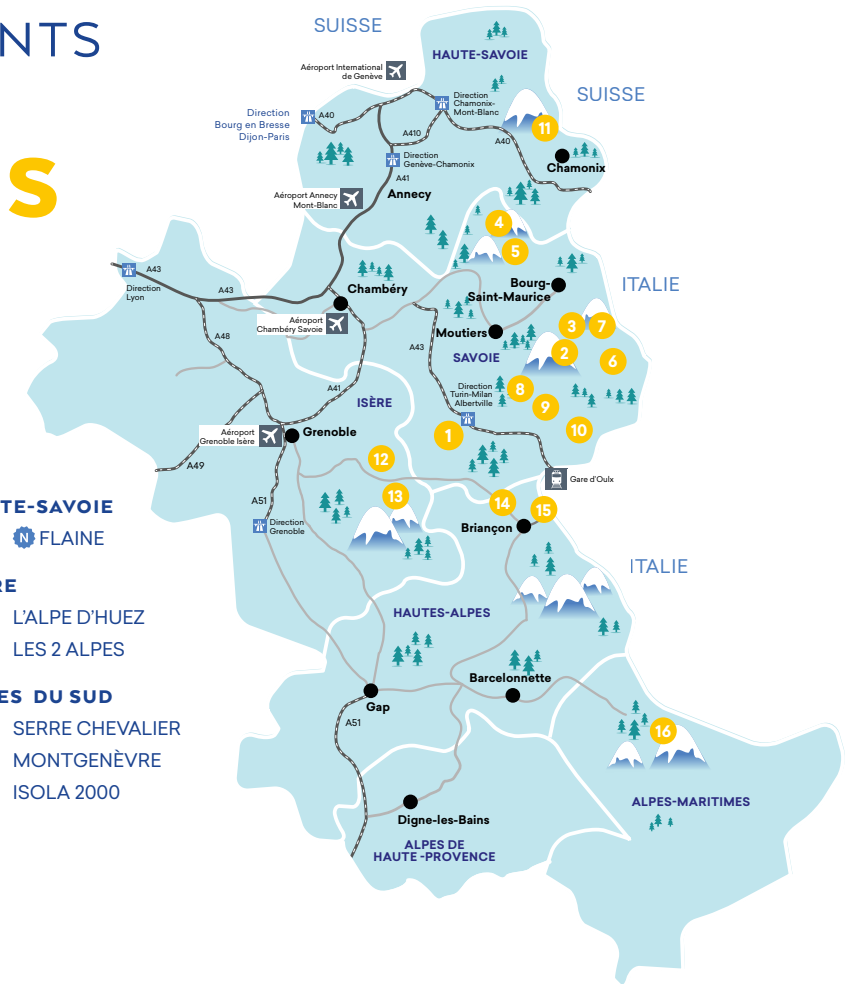 NTS
S
SUISSE
HAUTE-SAVOIE
Aéroport International
de Genève
SUISSE
Direction
Chamonix-
Mont-Blanc
Direction
Bourg en Bresse
Dijon-Paris
A40
11
A410
A40
Direction
Genève-Chamonix
Chamonix
A41
Aéroport Annecy
Mont-Blanc
Annecy
4
5
A43
Direction
Lyon
A43
Chambéry
Bourg-
Saint-Maurice
ITALIE
Aéroport
Chambéry Savoie
A48
Moutiers
3
7
A43
SAVOIE
2
6
A41
ISÈRE
Direction
Turin-Milan
Albertville
8
9
Aéroport
Grenoble Isère
Grenoble
1
10
A49
12
Gare d'Oulx
A51
13
14
15
Direction
Grenoble
Briançon
TE-SAVOIE
N FLAINE
ITALIE
RE
L'ALPE D'HUEZ
LES 2 ALPES
HAUTES-ALPES
ES DU SUD
SERRE CHEVALIER
MONTGENÈVRE
ISOLA 2000
Barcelonnette
Gap
A51
16
ALPES-MARITIMES
Digne-les-Bains
ALPES DE
HAUTE -PROVENCE